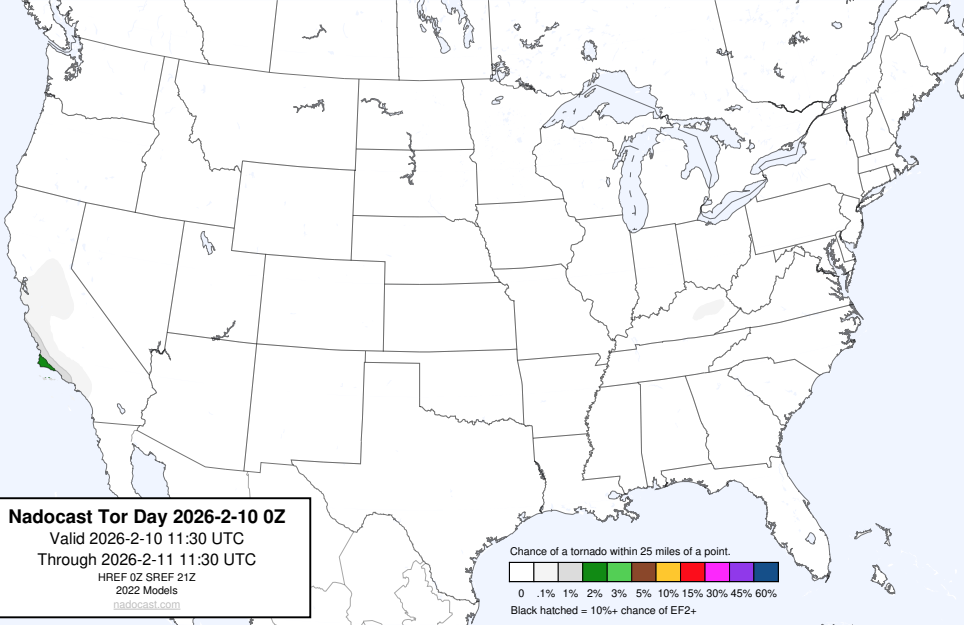 Nadocast Tor Day 2026-2-10 0Z
Valid 2026-2-10 11:30 UTC
Through 2026-2-11 11:30 UTC
HREF 0Z SREF 21Z
2022 Models
nadocast.com
Chance of a tornado within 25 miles of a point.
0 .1% 1% 2% 3% 5% 10% 15% 30% 45% 60%
Black hatched = 10%+ chance of EF2+